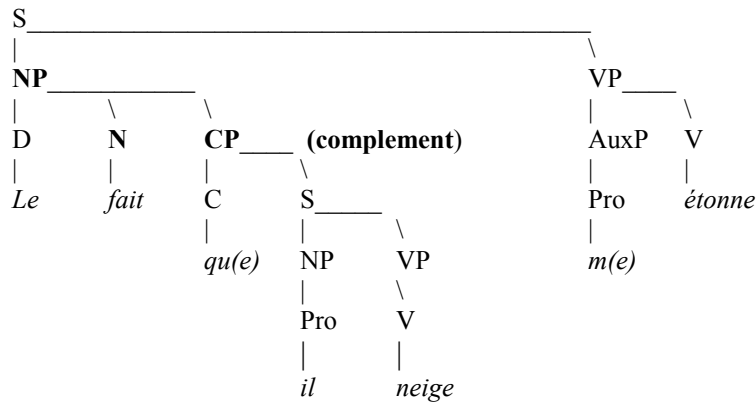 S
NP VP
D N CP (complement) AuxP V
Le fait C S Pro étonne
qu(e) NP VP m(e)
Pro V
il neige